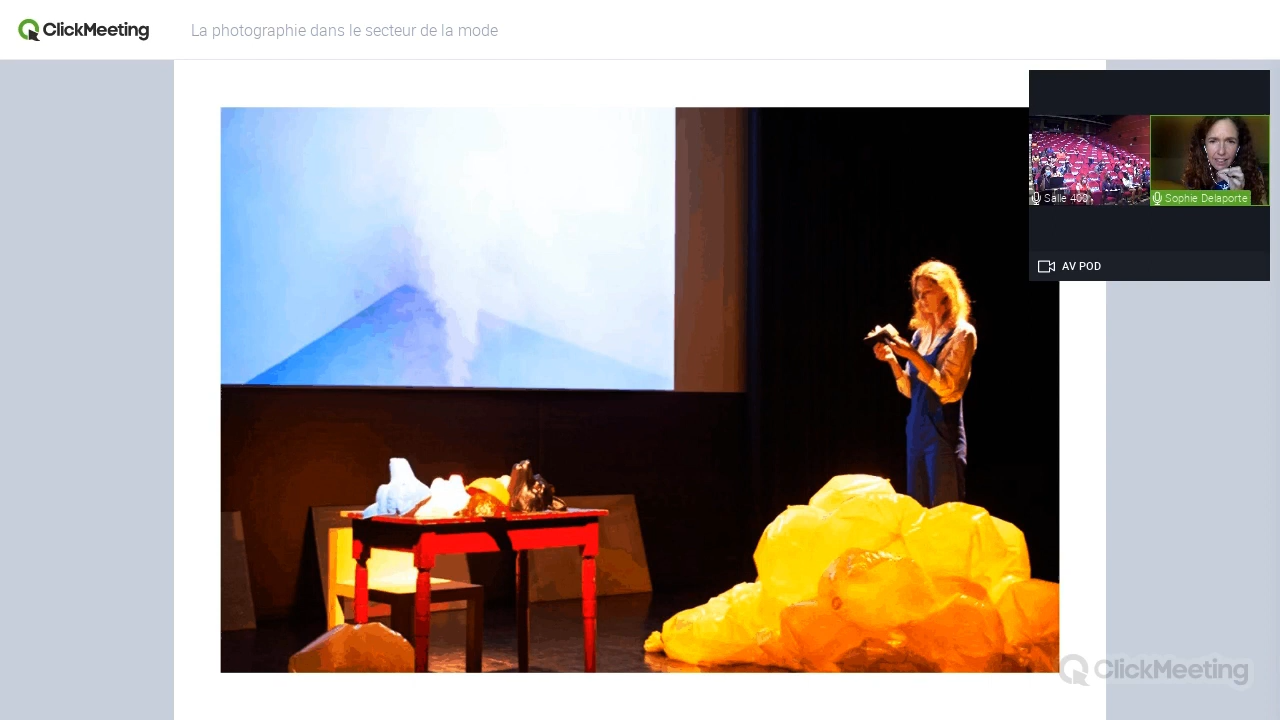 ClickMeeting
La photographie dans le secteur de la mode
Salle 400
Sophie Delaporte
AV POD
ClickMeeting